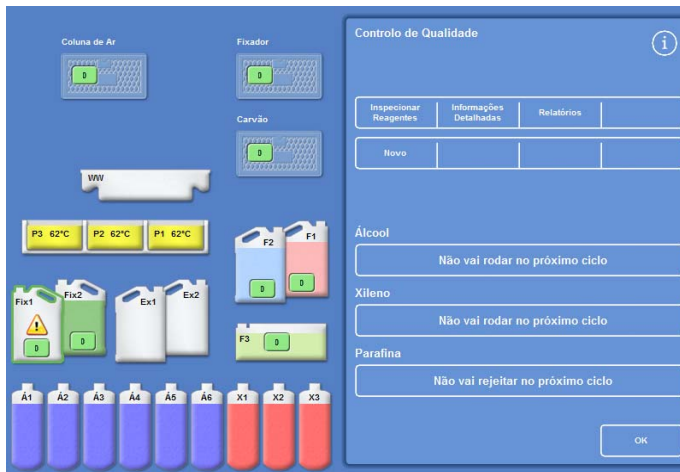 Coluna de Ar
D
Fixador
D
Carvão
D
WW
P3 62°C
P2 62°C
P1 62°C
F2
D
F1
D
Fix1
D
Fix2
D
Ex1
Ex2
F3
D
Á1
Á2
Á3
Á4
Á5
Á6
X1
X2
X3
Controlo de Qualidade
i
Inspecionar
Reagentes
Informações
Detalhadas
Relatórios
Novo
Álcool
Não vai rodar no próximo ciclo
Xileno
Não vai rodar no próximo ciclo
Parafina
Não vai rejeitar no próximo ciclo
OK